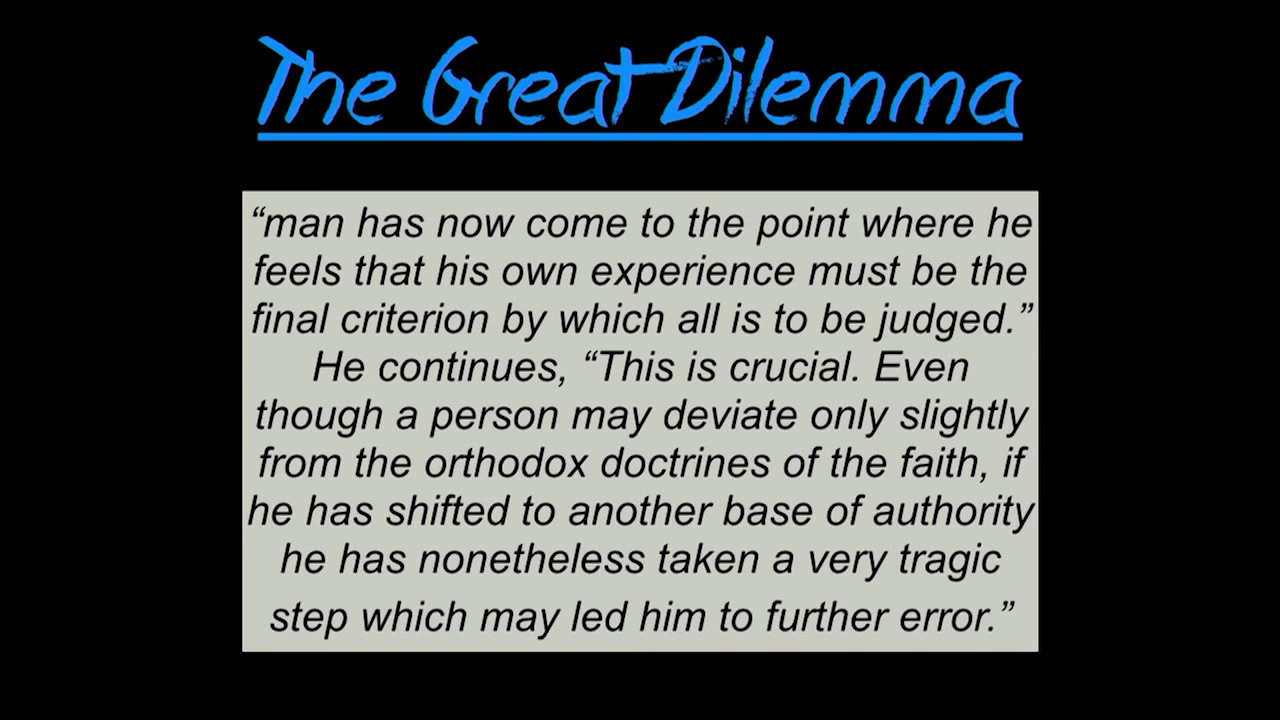 The Great Dilemma
“man has now come to the point where he
feels that his own experience must be the
final criterion by which all is to be judged.”
He continues, “This is crucial. Even
though a person may deviate only slightly
from the orthodox doctrines of the faith, if
he has shifted to another base of authority
he has nonetheless taken a very tragic
step which may led him to further error.”